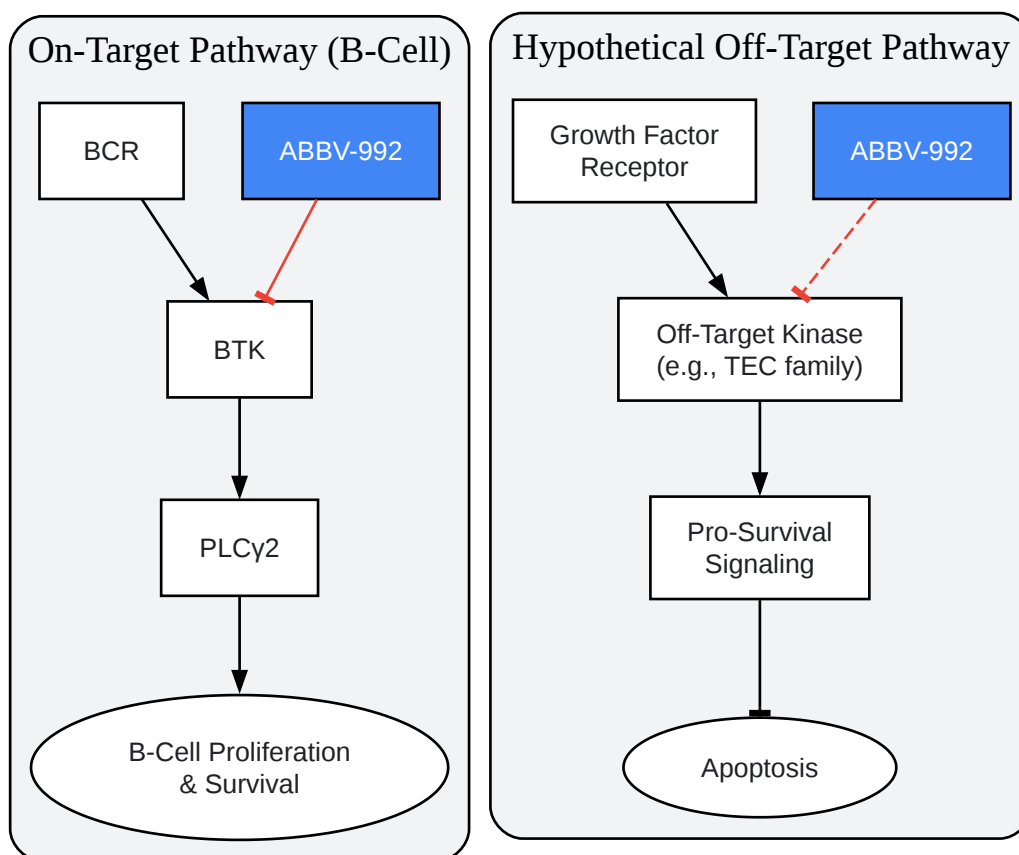 On-Target Pathway (B-Cell)
BCR
ABBV-992
BTK
PLCγ2
B-Cell Proliferation
& Survival
Hypothetical Off-Target Pathway
Growth Factor
Receptor
ABBV-992
Off-Target Kinase
(e.g., TEC family)
Pro-Survival
Signaling
Apoptosis